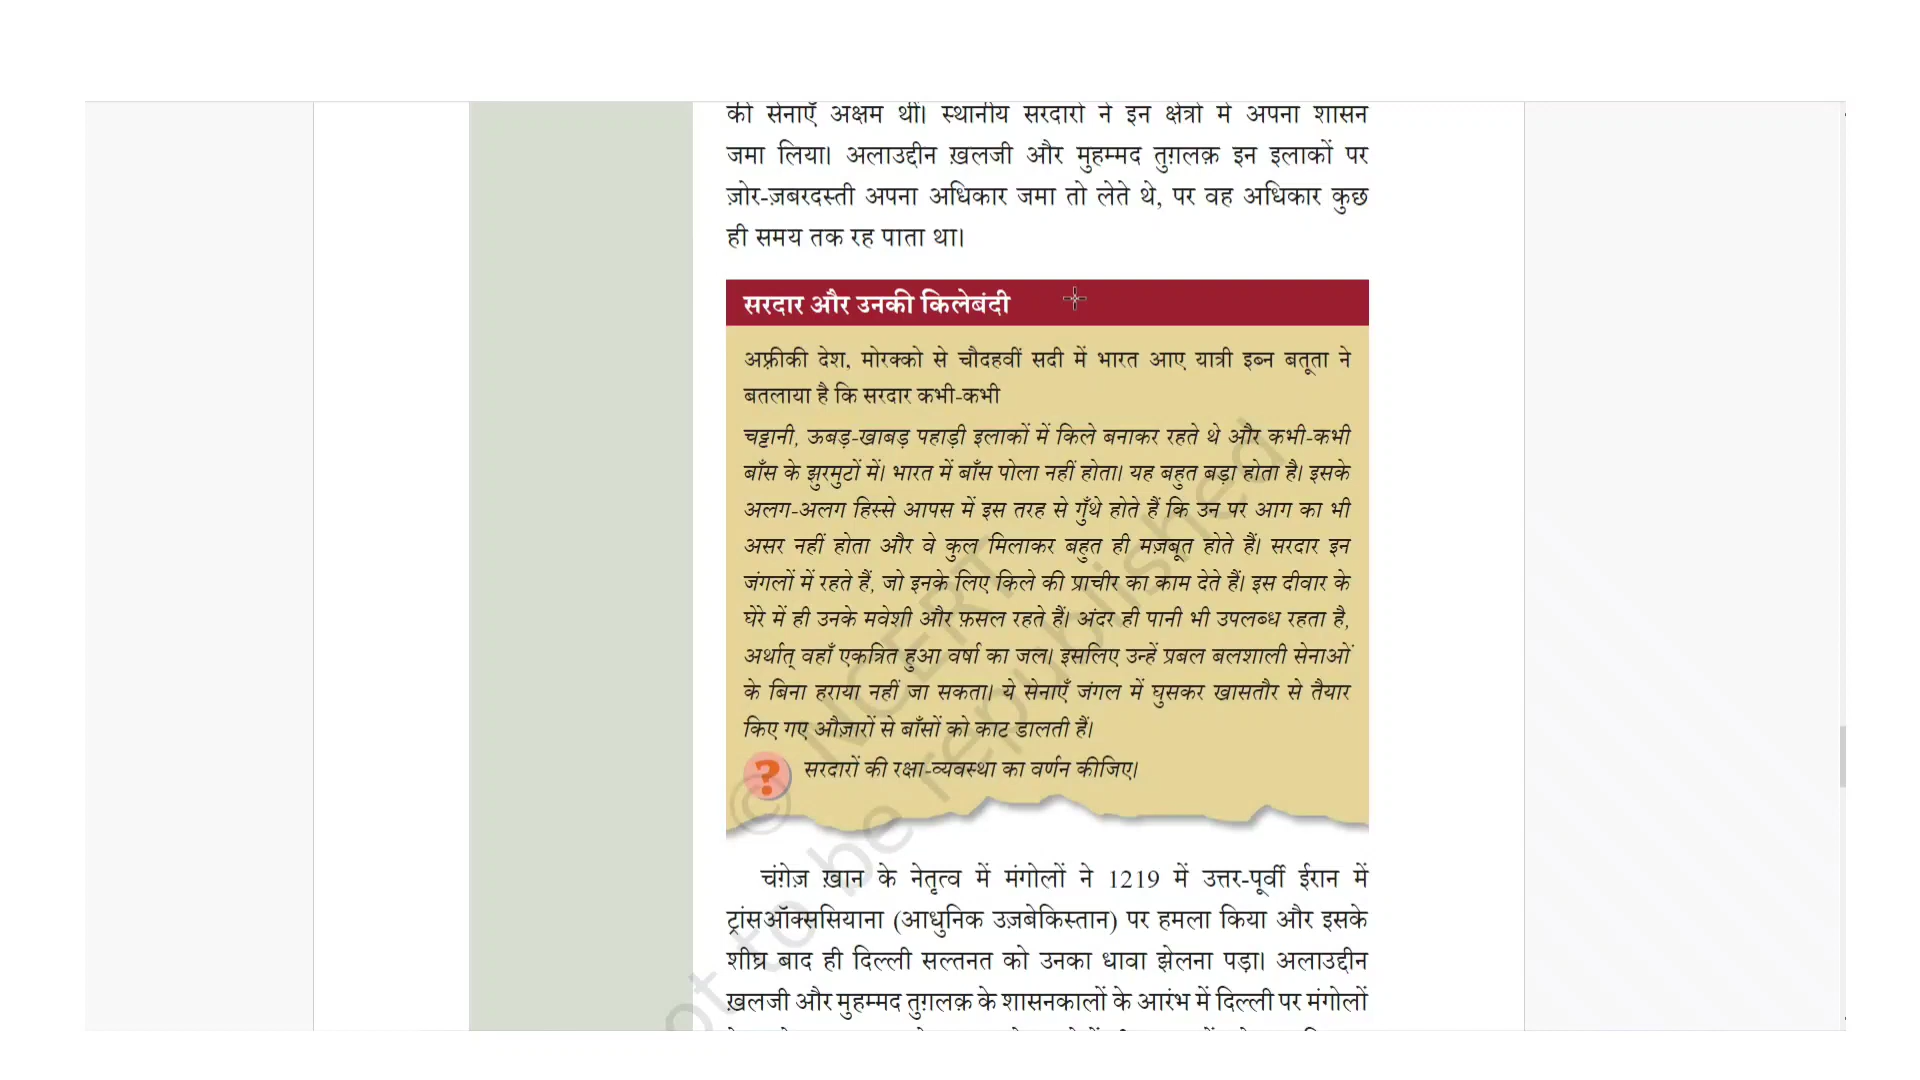 की सेनाएँ अक्षम थीं। स्थानीय सरदारों ने इन क्षेत्रों में अपना शासन
जमा लिया। अलाउद्दीन ख़लजी और मुहम्मद तुग़लक़ इन इलाकों पर
ज़ोर-ज़बरदस्ती अपना अधिकार जमा तो लेते थे, पर वह अधिकार कुछ
ही समय तक रह पाता था।
सरदार और उनकी किलेबंदी
अफ़्रीकी देश, मोरक्को से चौदहवीं सदी में भारत आए यात्री इब्न बतूता ने
बतलाया है कि सरदार कभी-कभी
चट्टानी, ऊबड़-खाबड़ पहाड़ी इलाकों में किले बनाकर रहते थे और कभी-कभी
बाँस के झुरमुटों में। भारत में बाँस पोला नहीं होता। यह बहुत बड़ा होता है। इसके
अलग-अलग हिस्से आपस में इस तरह से गुँथे होते हैं कि उन पर आग का भी
असर नहीं होता और वे कुल मिलाकर बहुत ही मज़बूत होते हैं। सरदार इन
जंगलों में रहते हैं, जो इनके लिए किले की प्राचीर का काम देते हैं। इस दीवार के
घेरे में ही उनके मवेशी और फ़सल रहते हैं। अंदर ही पानी भी उपलब्ध रहता है,
अर्थात् वहाँ एकत्रित हुआ वर्षा का जल। इसलिए उन्हें प्रबल बलशाली सेनाओं
के बिना हराया नहीं जा सकता। ये सेनाएँ जंगल में घुसकर खासतौर से तैयार
किए गए औज़ारों से बाँसों को काट डालती हैं।
? सरदारों की रक्षा-व्यवस्था का वर्णन कीजिए।
चंगेज़ ख़ान के नेतृत्व में मंगोलों ने 1219 में उत्तर-पूर्वी ईरान में
ट्रांसऑक्ससियाना (आधुनिक उज़बेकिस्तान) पर हमला किया और इसके
शीघ्र बाद ही दिल्ली सल्तनत को उनका धावा झेलना पड़ा। अलाउद्दीन
ख़लजी और मुहम्मद तुग़लक़ के शासनकालों के आरंभ में दिल्ली पर मंगोलों
© NCERT
not to be republished